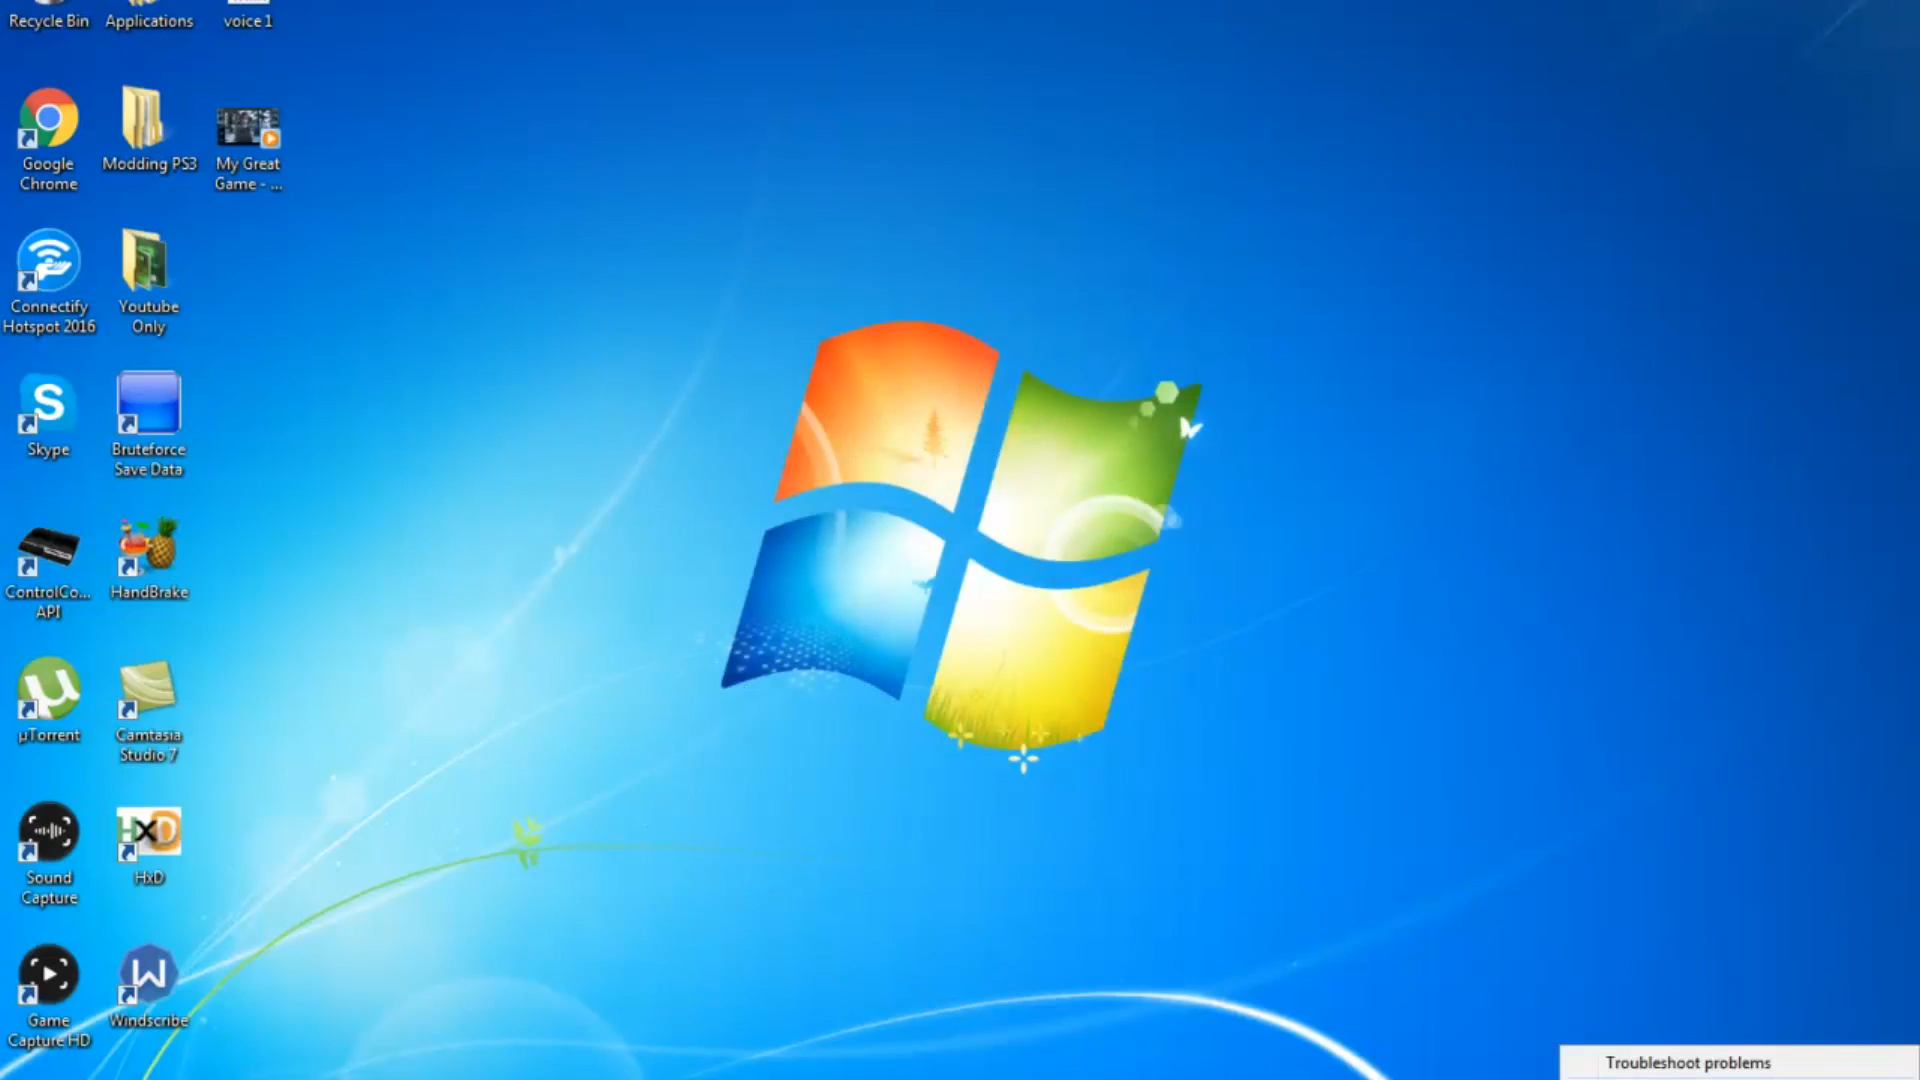 Recycle Bin
Applications
voice 1
Google
Chrome
Modding PS3
My Great
Game - ...
Connectify
Hotspot 2016
Youtube
Only
S
Skype
Bruteforce
Save Data
ControlCo...
API
HandBrake
µ
µTorrent
Camtasia
Studio 7
Sound
Capture
HxD
HxD
Game
Capture HD
W
Windscribe
Troubleshoot problems